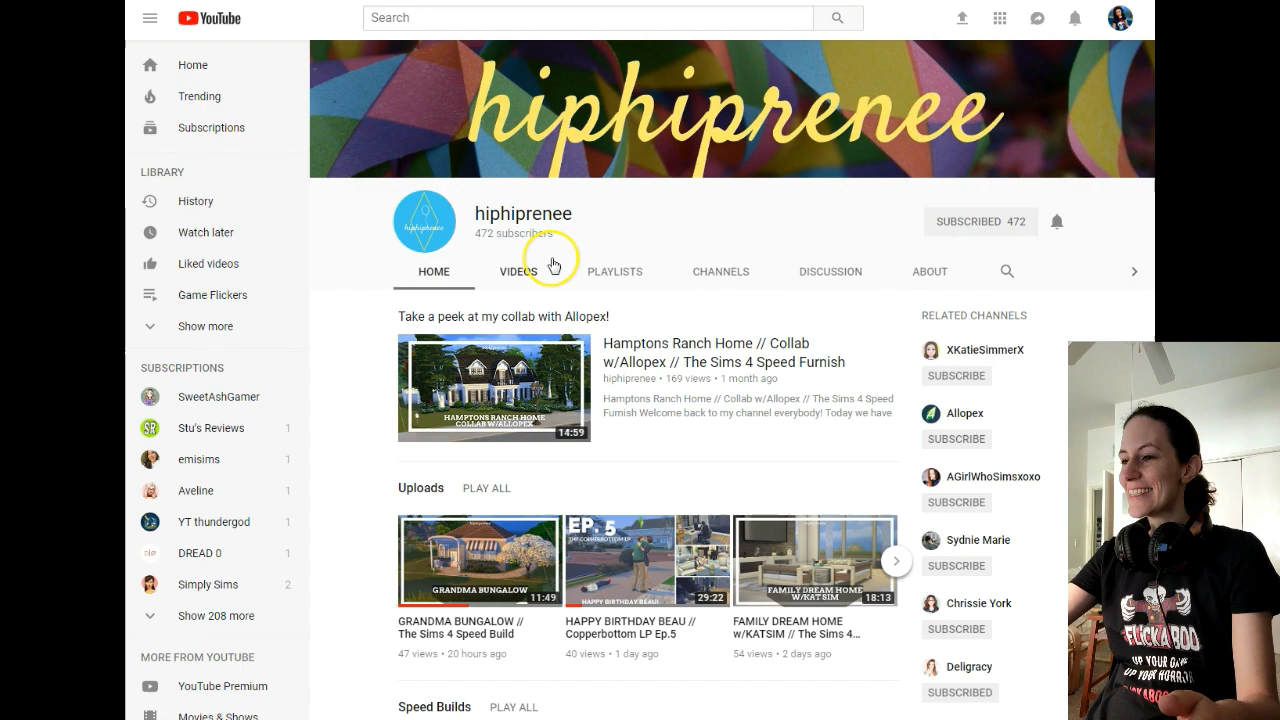 YouTube
Search
Home
Trending
Subscriptions
LIBRARY
History
Watch later
Liked videos
Game Flickers
Show more
SUBSCRIPTIONS
SweetAshGamer
Stu's Reviews 1
emisims 1
Aveline 1
YT thundergod 1
DREAD 0 1
Simply Sims 2
Show 208 more
MORE FROM YOUTUBE
YouTube Premium
Movies & Shows
hiphiprenee
hiphiprenee
hiphiprenee
472 subscribers
SUBSCRIBED 472
HOME VIDEOS PLAYLISTS CHANNELS DISCUSSION ABOUT
Take a peek at my collab with Allopex!
HAMPTONS RANCH HOME
COLLAB W/ALLOPEX
14:59
Hamptons Ranch Home // Collab
w/Allopex // The Sims 4 Speed Furnish
hiphiprenee • 169 views • 1 month ago
Hamptons Ranch Home // Collab w/Allopex // The Sims 4 Speed
Furnish Welcome back to my channel everybody! Today we have
Uploads PLAY ALL
GRANDMA BUNGALOW
11:49
GRANDMA BUNGALOW //
The Sims 4 Speed Build
47 views • 20 hours ago
EP. 5
THE COPPERBOTTOM LP
HAPPY BIRTHDAY BEAU!
29:22
HAPPY BIRTHDAY BEAU //
Copperbottom LP Ep.5
40 views • 1 day ago
FAMILY DREAM HOME
W/KATSIM
18:13
FAMILY DREAM HOME
w/KATSIM // The Sims 4...
54 views • 2 days ago
Speed Builds PLAY ALL
RELATED CHANNELS
XKatieSimmerX
SUBSCRIBE
Allopex
SUBSCRIBE
AGirlWhoSimsxoxo
SUBSCRIBE
Sydnie Marie
SUBSCRIBE
Chrissie York
SUBSCRIBE
Deligracy
SUBSCRIBED
UP YOUR
UP YOUR